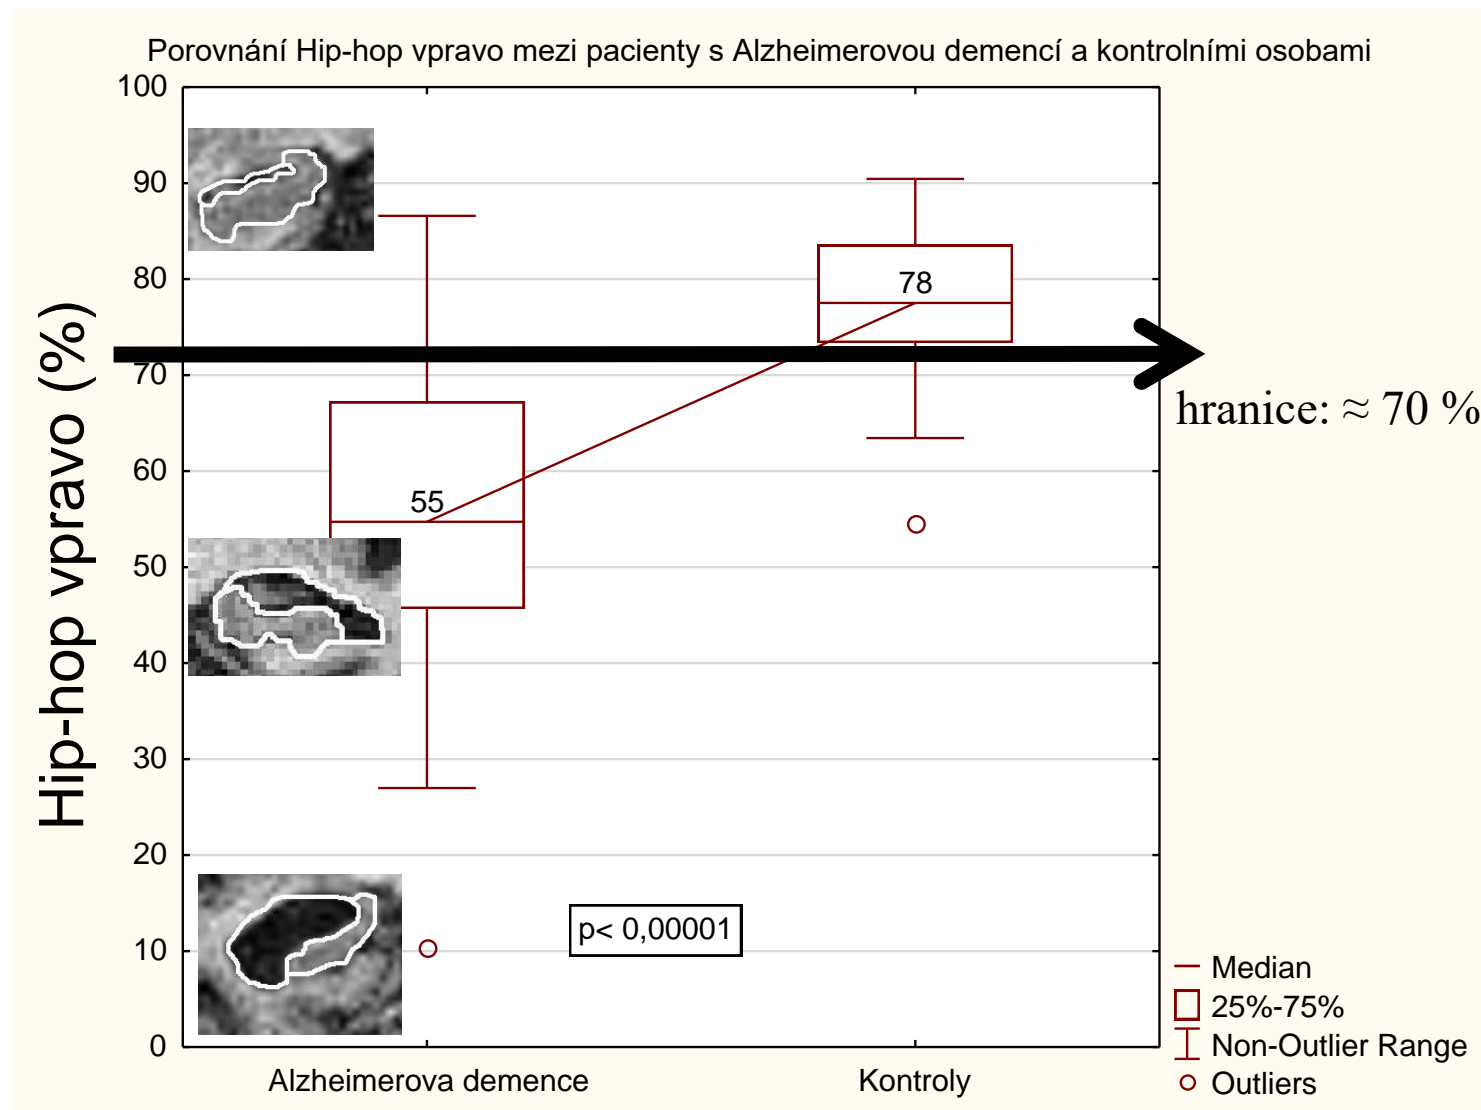 Porovnání Hip-hop vpravo mezi pacienty s Alzheimerovou demencí a kontrolními osobami
Hip-hop vpravo (%)
100
90
80
70
60
50
40
30
20
10
0
78
55
hranice: ≈ 70 %
p< 0,00001
Alzheimerova demence
Kontroly
Median
25%-75%
Non-Outlier Range
Outliers